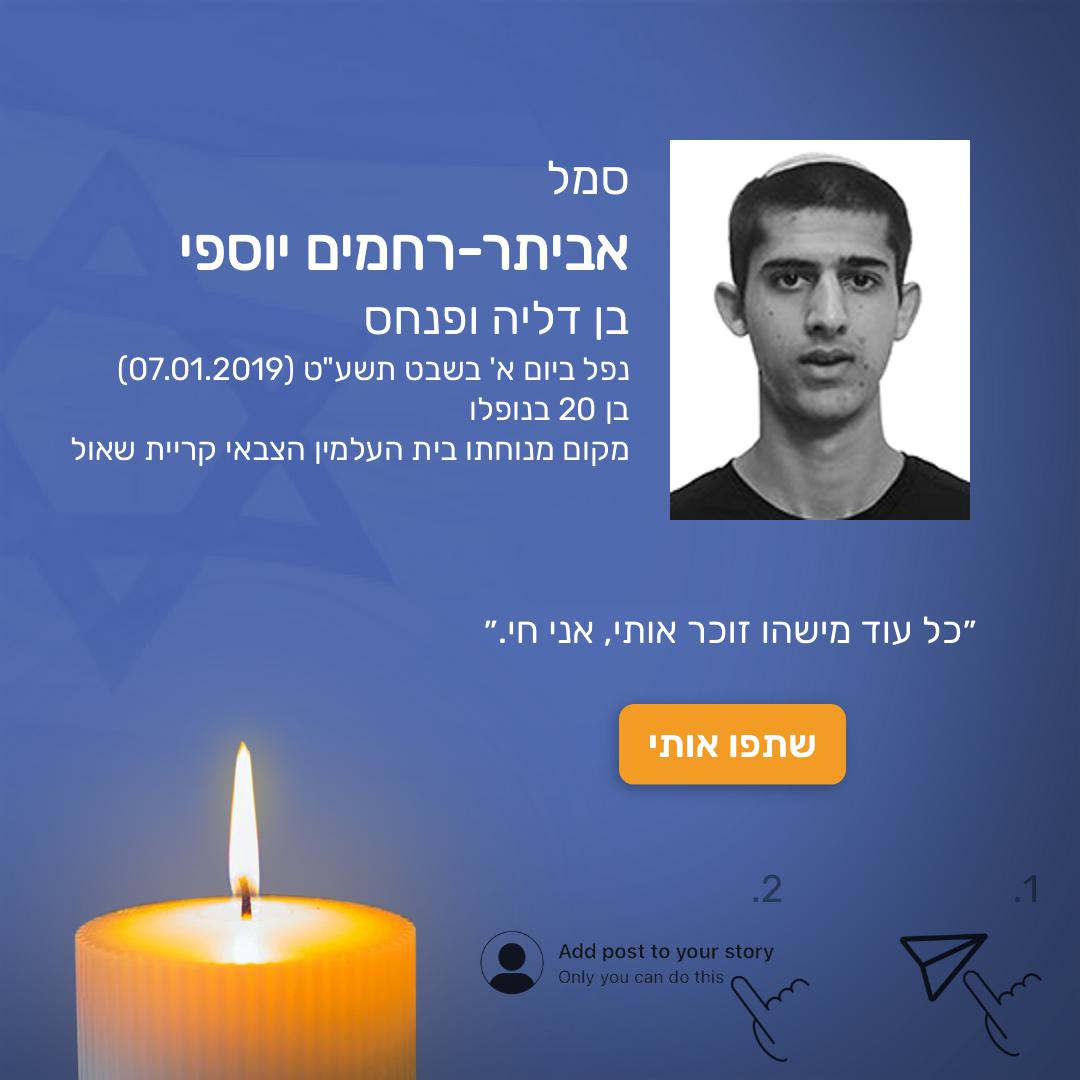 סמל
אביתר-רחמים יוספי
בן דליה ופנחס
נפל ביום א' בשבט תשע"ט (07.01.2019)
בן 20 בנופלו
מקום מנוחתו בית העלמין הצבאי קריית שאול
״כל עוד מישהו זוכר אותי, אני חי.״
שתפו אותי
.1
.2
Add post to your story
Only you can do this